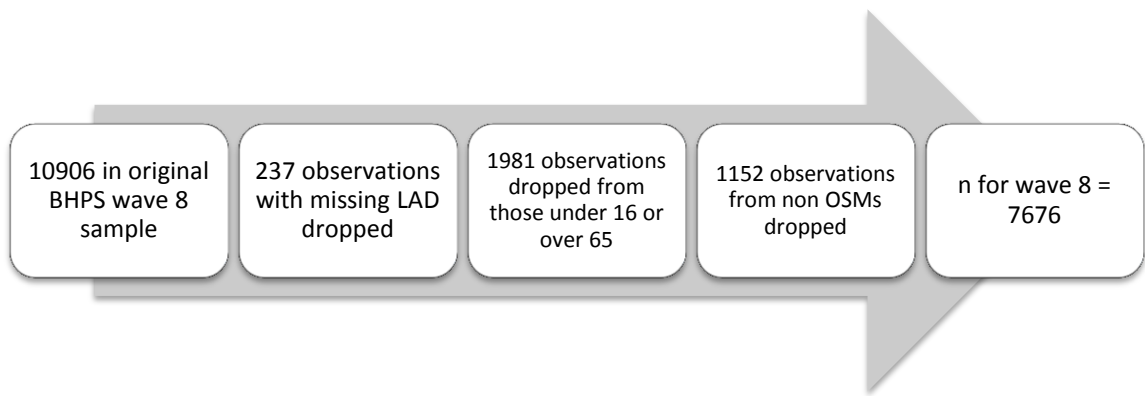 10906 in original
BHPS wave 8
sample
237 observations
with missing LAD
dropped
1981 observations
dropped from
those under 16 or
over 65
1152 observations
from non OSMs
dropped
n for wave 8 =
7676